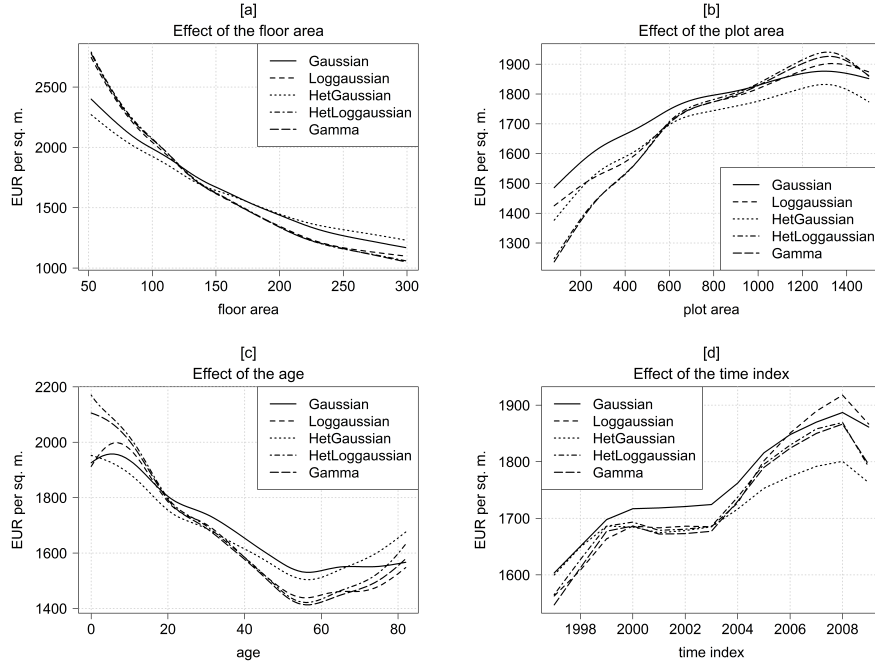 [a]
Effect of the floor area
EUR per sq. m.
2500
2000
1500
1000
Gaussian
Loggaussian
HetGaussian
HetLoggaussian
Gamma
50 100 150 200 250 300
floor area
[b]
Effect of the plot area
EUR per sq. m.
1900
1800
1700
1600
1500
1400
1300
Gaussian
Loggaussian
HetGaussian
HetLoggaussian
Gamma
200 400 600 800 1000 1200 1400
plot area
[c]
Effect of the age
EUR per sq. m.
2200
2000
1800
1600
1400
Gaussian
Loggaussian
HetGaussian
HetLoggaussian
Gamma
0 20 40 60 80
age
[d]
Effect of the time index
EUR per sq. m.
1900
1800
1700
1600
Gaussian
Loggaussian
HetGaussian
HetLoggaussian
Gamma
1998 2000 2002 2004 2006 2008
time index